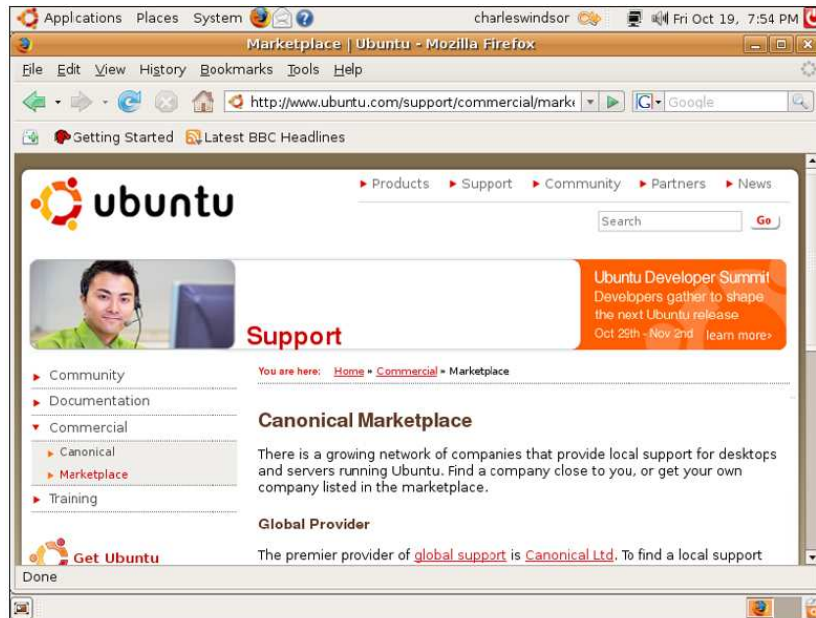 Applications Places System charleswindsor Fri Oct 19, 7:54 PM
Marketplace | Ubuntu - Mozilla Firefox
File Edit View History Bookmarks Tools Help
http://www.ubuntu.com/support/commercial/mark G Google
Getting Started Latest BBC Headlines
ubuntu
Products Support Community Partners News
Search Go
Support
Ubuntu Developer Summit
Developers gather to shape
the next Ubuntu release
Oct 29th - Nov 2nd learn more>
Community
Documentation
Commercial
Canonical
Marketplace
Training
Get Ubuntu
You are here: Home » Commercial » Marketplace
Canonical Marketplace
There is a growing network of companies that provide local support for desktops
and servers running Ubuntu. Find a company close to you, or get your own
company listed in the marketplace.
Global Provider
The premier provider of global support is Canonical Ltd. To find a local support
Done